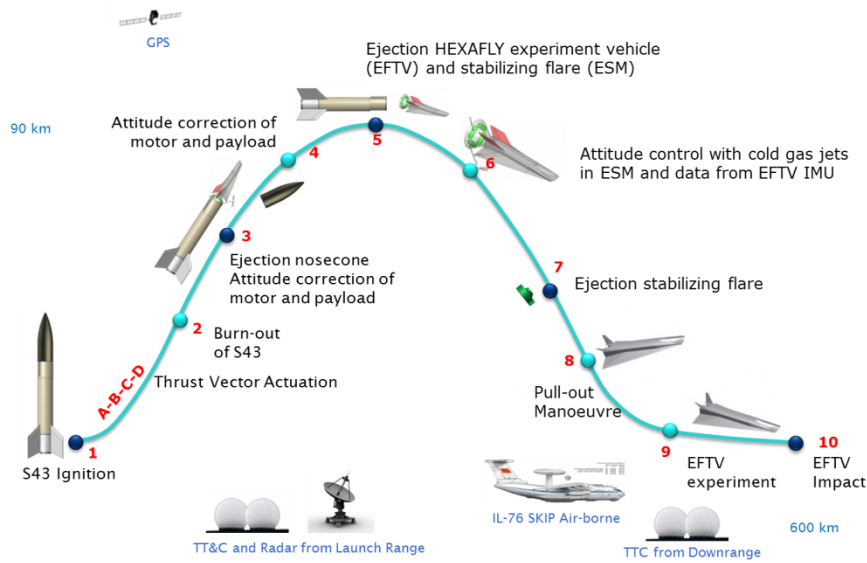 GPS
Ejection HEXAFLY experiment vehicle
(EFTV) and stabilizing flare (ESM)
90 km
Attitude correction of
motor and payload
4
5
6
Attitude control with cold gas jets
in ESM and data from EFTV IMU
3
Ejection nosecone
Attitude correction of
motor and payload
7
Ejection stabilizing flare
2
Burn-out
of S43
A-B-C-D
Thrust Vector Actuation
8
Pull-out
Manoeuvre
1
S43 Ignition
9
EFTV
experiment
10
EFTV
Impact
IL-76 SKIP Air-borne
600 km
TT&C and Radar from Launch Range
TTC from Downrange